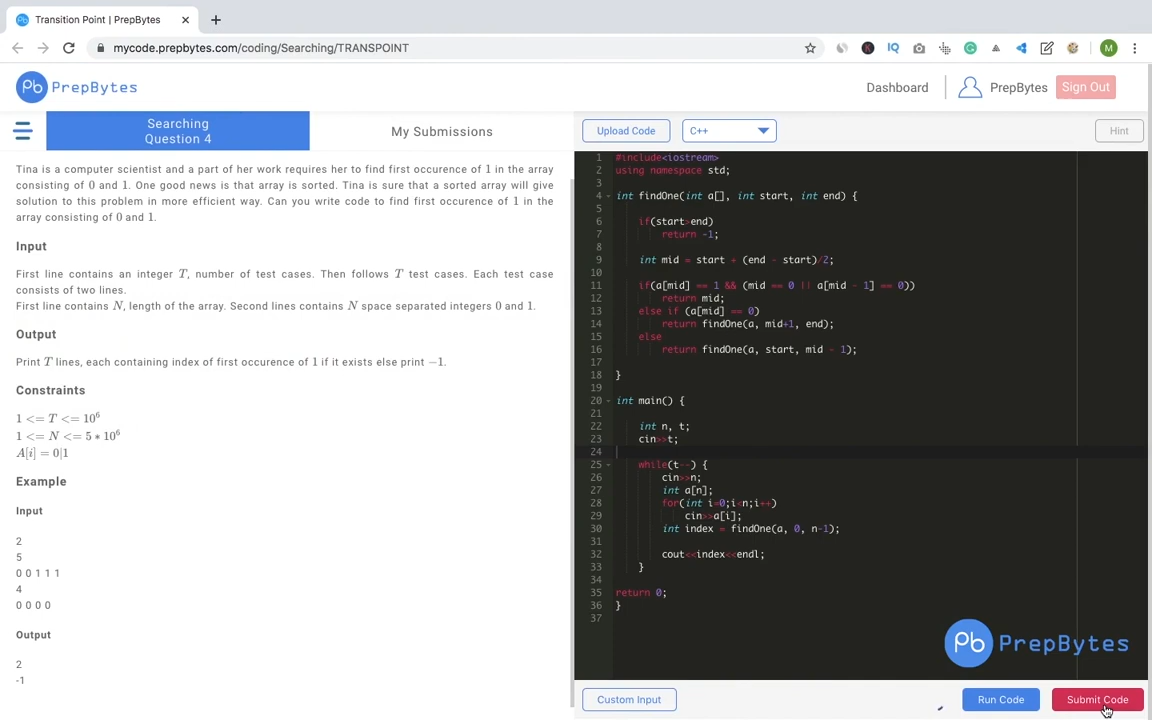 Transition Point | PrepBytes
mycode.prepbytes.com/coding/Searching/TRANSPOINT
IQ
M
Pb PrepBytes
Dashboard
PrepBytes
Sign Out
Searching
Question 4
My Submissions
Upload Code
C++
Hint
Tina is a computer scientist and a part of her work requires her to find first occurence of 1 in the array
consisting of 0 and 1. One good news is that array is sorted. Tina is sure that a sorted array will give
solution to this problem in more efficient way. Can you write code to find first occurence of 1 in the
array consisting of 0 and 1.
Input
First line contains an integer T, number of test cases. Then follows T test cases. Each test case
consists of two lines.
First line contains N, length of the array. Second lines contains N space separated integers 0 and 1.
Output
Print T lines, each containing index of first occurence of 1 if it exists else print −1.
Constraints
1 <= T <= 10⁶
1 <= N <= 5 ∗ 10⁶
A[i] = 0|1
Example
Input
2
5
0 0 1 1 1
4
0 0 0 0
Output
2
-1
1 #include<iostream>
2 using namespace std;
3
4 int findOne(int a[], int start, int end) {
5
6 if(start>end)
7 return -1;
8
9 int mid = start + (end - start)/2;
10
11 if(a[mid] == 1 && (mid == 0 || a[mid - 1] == 0))
12 return mid;
13 else if (a[mid] == 0)
14 return findOne(a, mid+1, end);
15 else
16 return findOne(a, start, mid - 1);
17
18 }
19
20 int main() {
21
22 int n, t;
23 cin>>t;
24
25 while(t--) {
26 cin>>n;
27 int a[n];
28 for(int i=0;i<n;i++)
29 cin>>a[i];
30 int index = findOne(a, 0, n-1);
31
32 cout<<index<<endl;
33 }
34
35 return 0;
36 }
37
Pb PrepBytes
Custom Input
Run Code
Submit Code